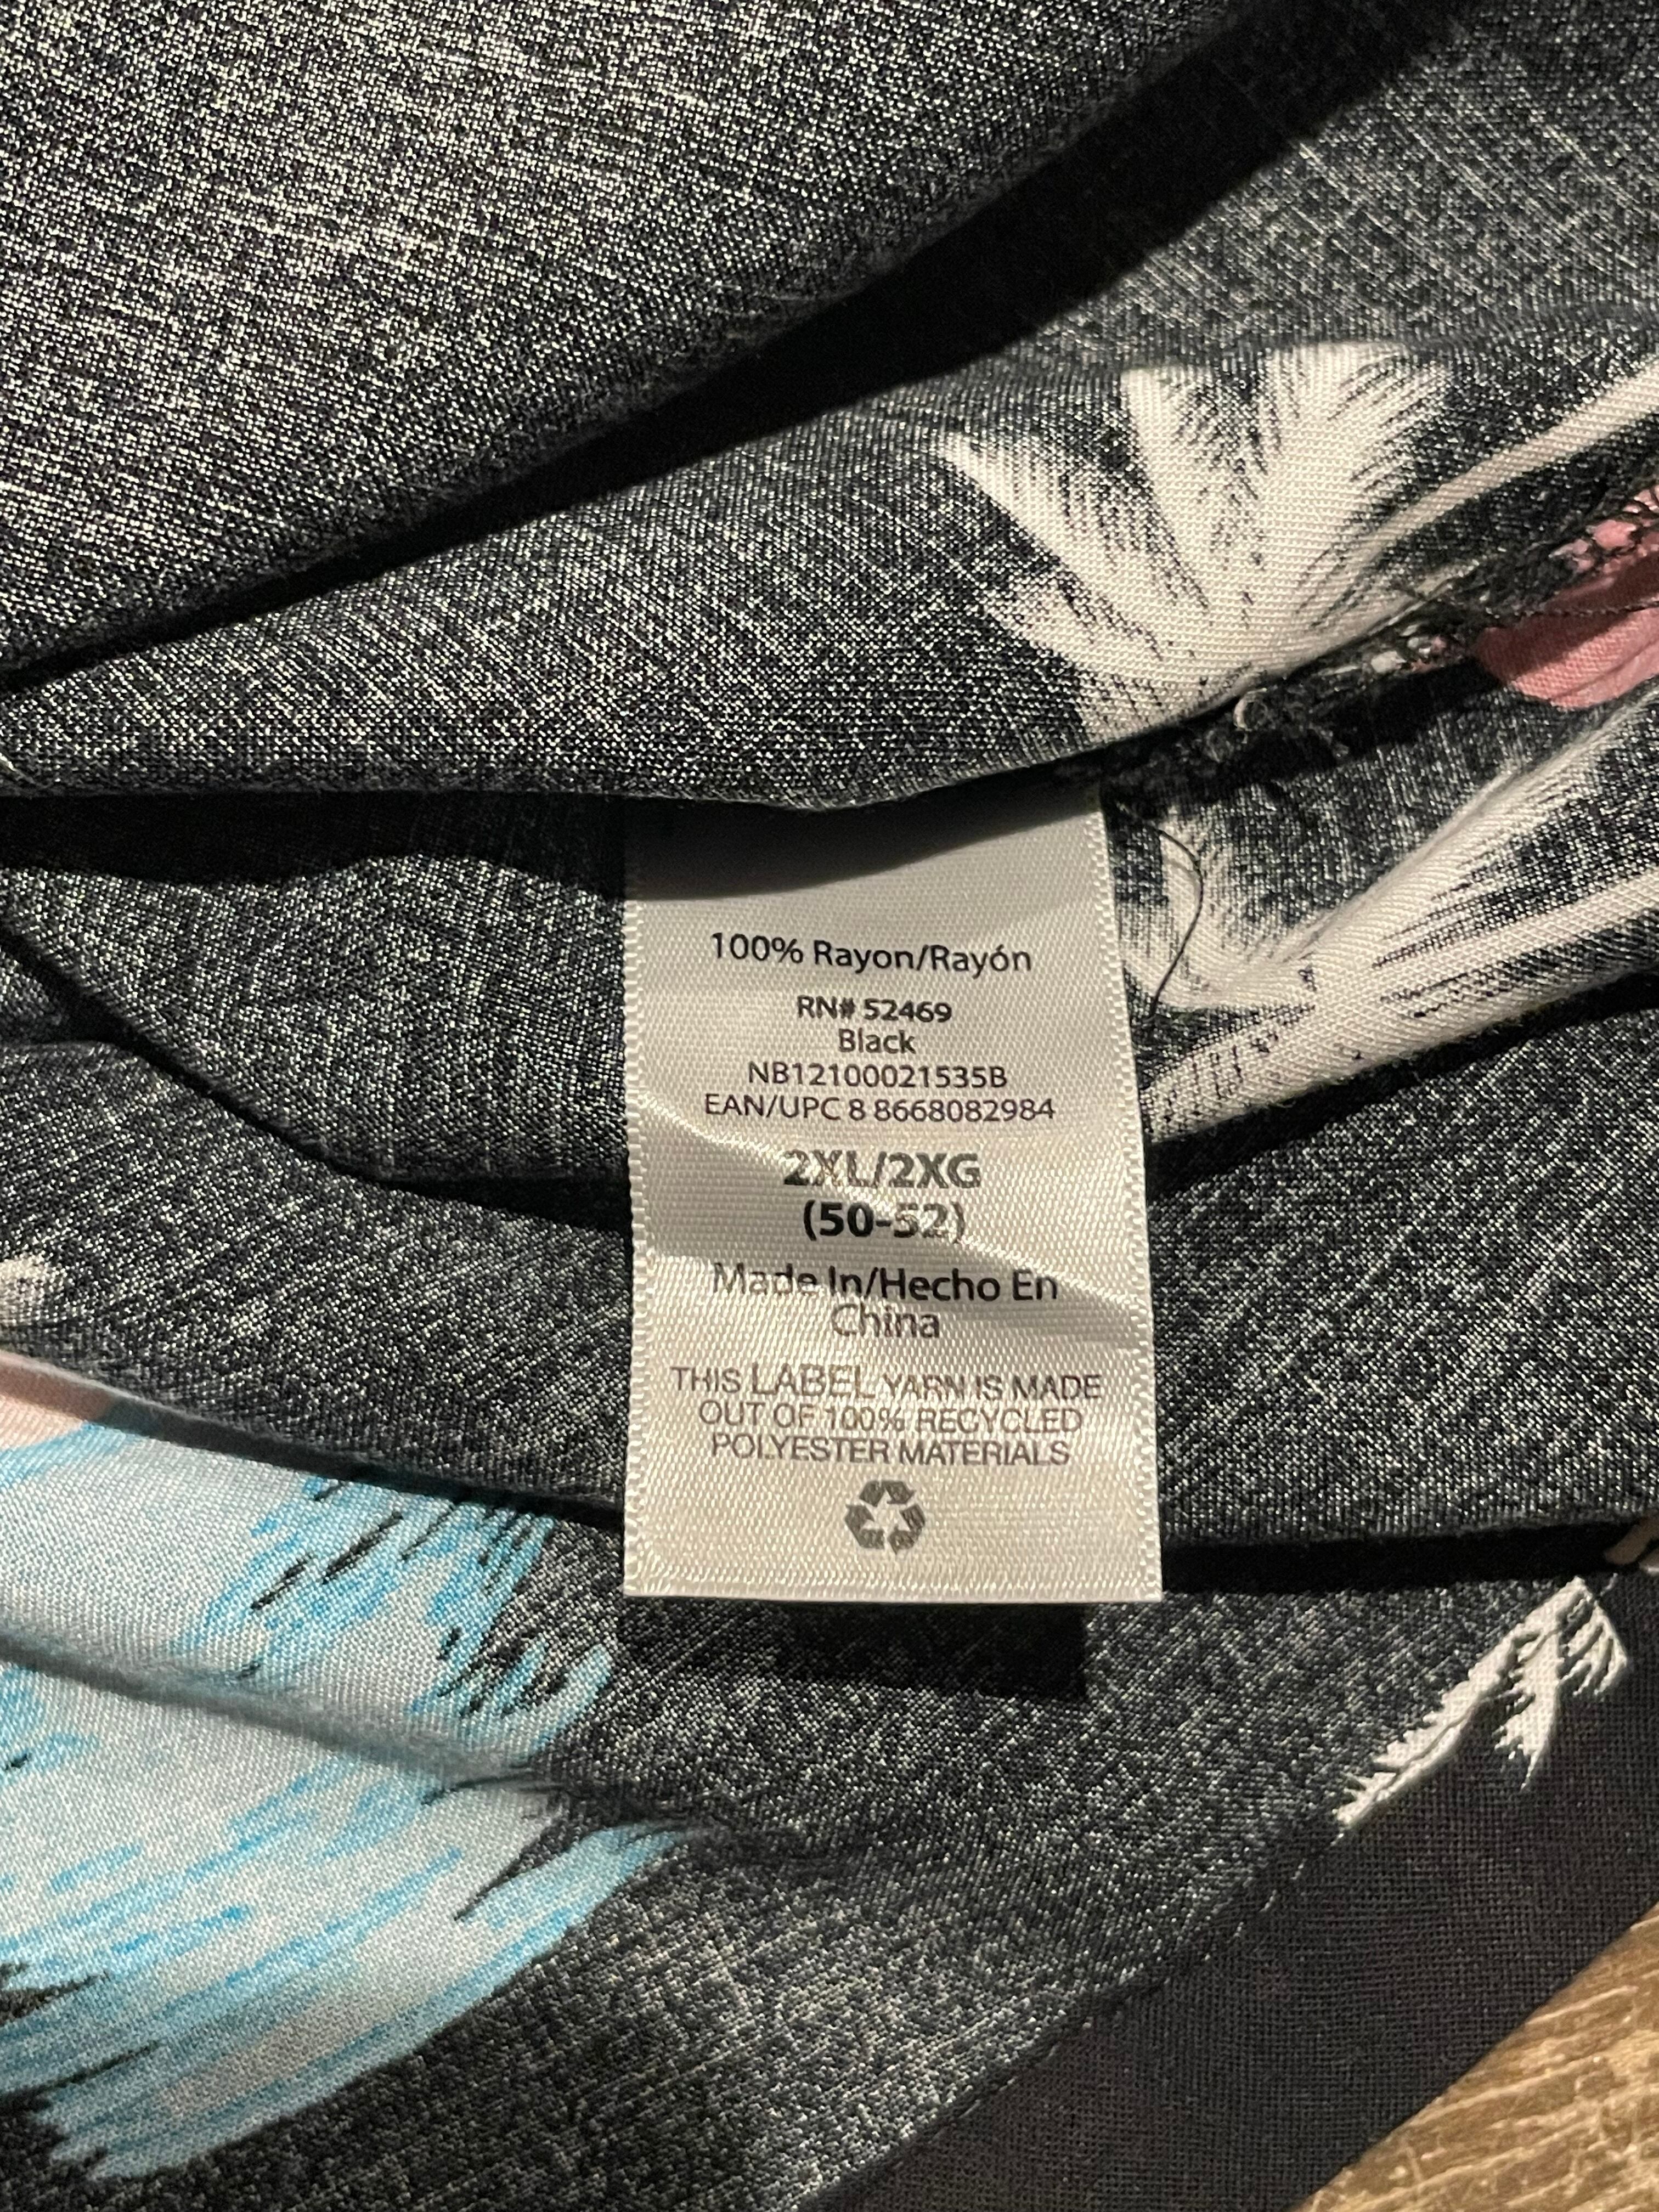 100% Rayon/Rayón
RN# 52469
Black
NB12100021535B
EAN/UPC 8 8668082984
2XL/2XG
(50-52)
Made In/Hecho En
China
THIS LABEL YARN IS MADE
OUT OF 100% RECYCLED
POLYESTER MATERIALS